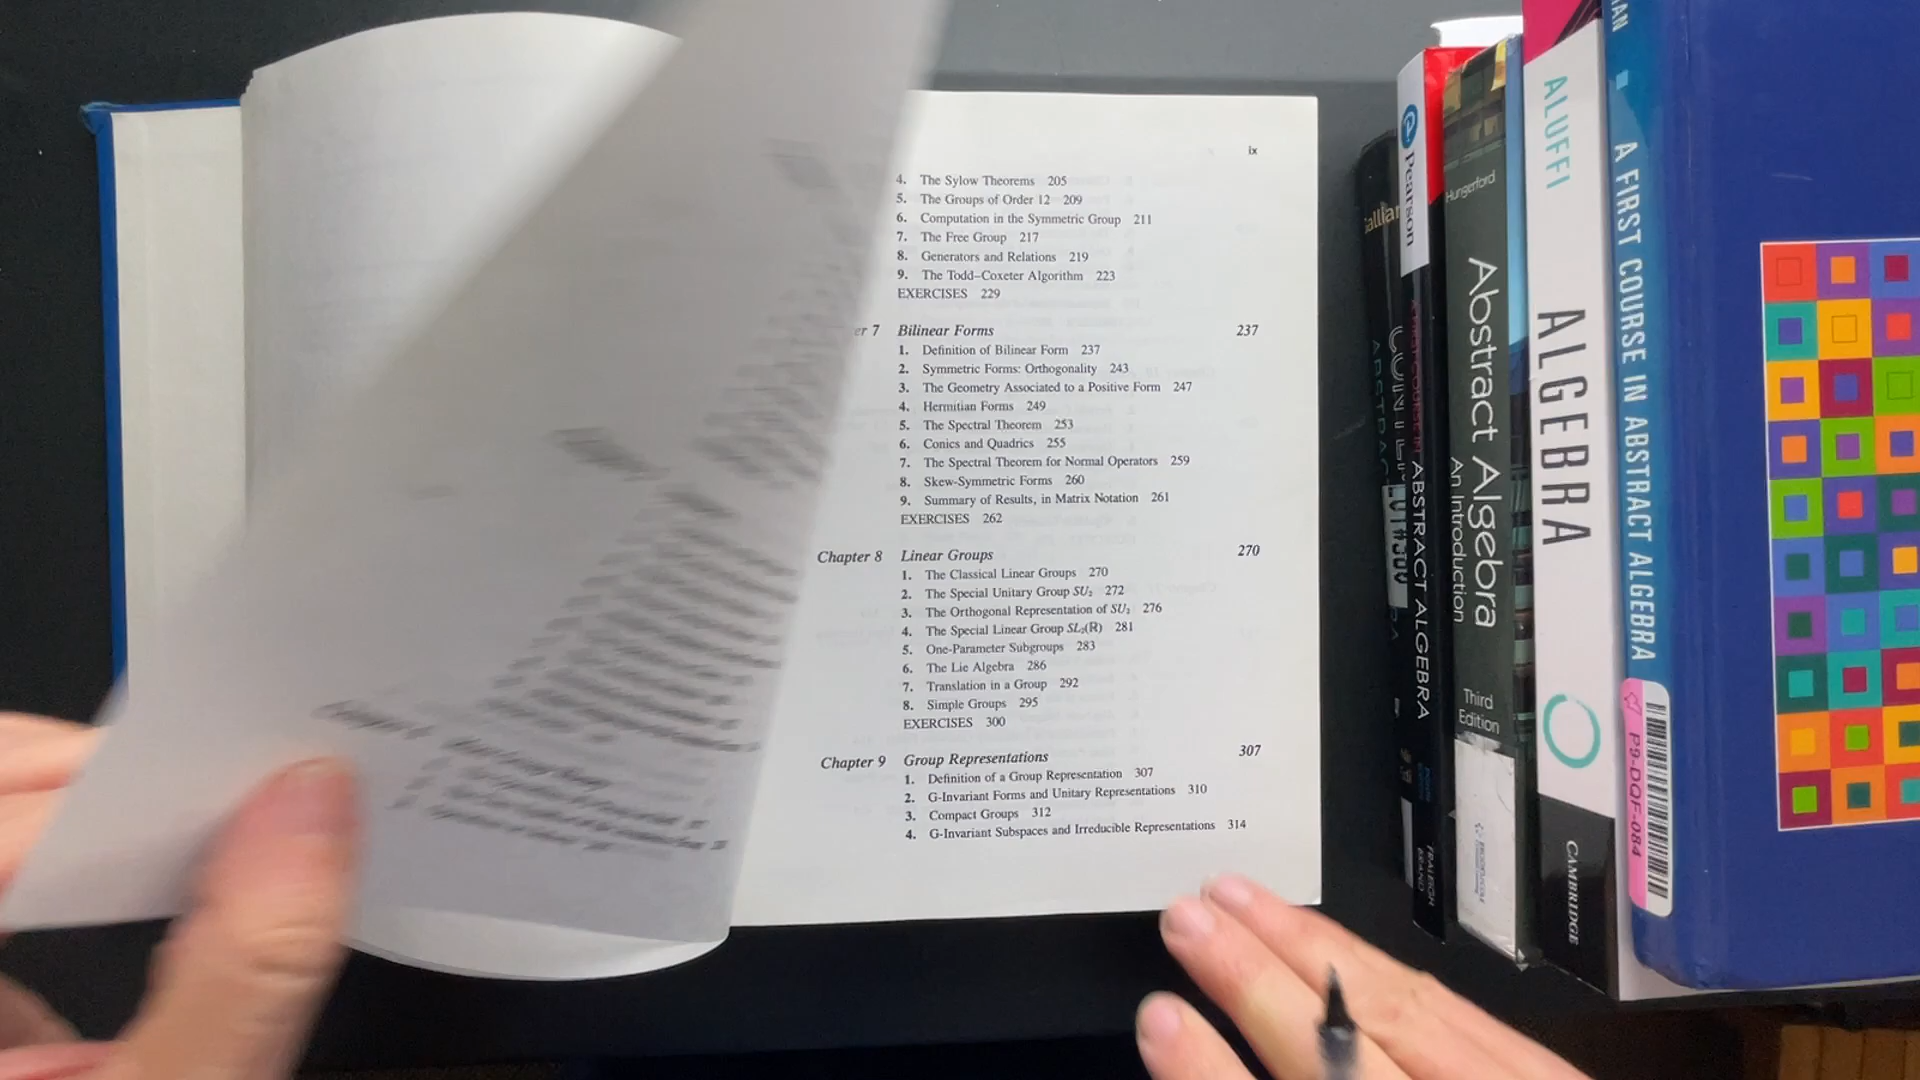 ix
4. The Sylow Theorems 205
5. The Groups of Order 12 209
6. Computation in the Symmetric Group 211
7. The Free Group 217
8. Generators and Relations 219
9. The Todd–Coxeter Algorithm 223
EXERCISES 229
er 7 Bilinear Forms 237
1. Definition of Bilinear Form 237
2. Symmetric Forms: Orthogonality 243
3. The Geometry Associated to a Positive Form 247
4. Hermitian Forms 249
5. The Spectral Theorem 253
6. Conics and Quadrics 255
7. The Spectral Theorem for Normal Operators 259
8. Skew-Symmetric Forms 260
9. Summary of Results, in Matrix Notation 261
EXERCISES 262
Chapter 8 Linear Groups 270
1. The Classical Linear Groups 270
2. The Special Unitary Group SU₂ 272
3. The Orthogonal Representation of SU₂ 276
4. The Special Linear Group SL₂(ℝ) 281
5. One-Parameter Subgroups 283
6. The Lie Algebra 286
7. Translation in a Group 292
8. Simple Groups 295
EXERCISES 300
Chapter 9 Group Representations 307
1. Definition of a Group Representation 307
2. G-Invariant Forms and Unitary Representations 310
3. Compact Groups 312
4. G-Invariant Subspaces and Irreducible Representations 314
Gallian
Pearson
ABSTRACT ALGEBRA
FRALEIGH
BRAND
Hungerford
Abstract Algebra
An Introduction
Third
Edition
ALUFFI
ALGEBRA
CAMBRIDGE
A FIRST COURSE IN ABSTRACT ALGEBRA
P9-DQF-084